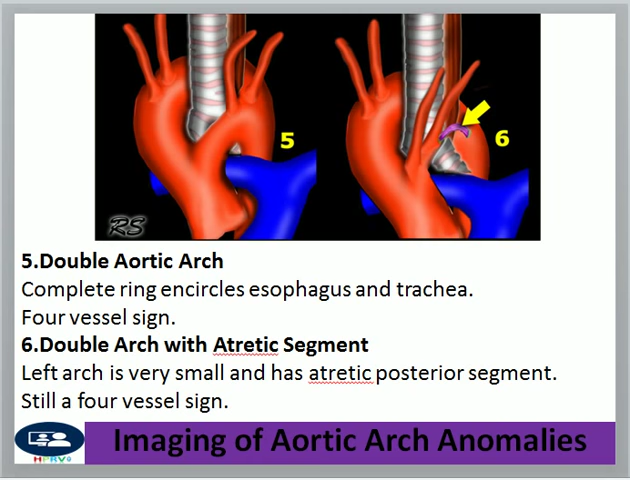 5
6
RS
5.Double Aortic Arch
Complete ring encircles esophagus and trachea.
Four vessel sign.
6.Double Arch with Atretic Segment
Left arch is very small and has atretic posterior segment.
Still a four vessel sign.
Imaging of Aortic Arch Anomalies